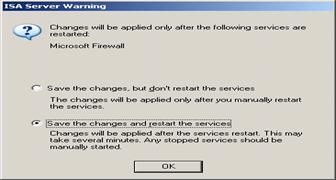 ISA Server Warning
Changes will be applied only after the following services are
restarted:
Microsoft Firewall
Save the changes, but don't restart the services
The changes will be applied only after you manually restart
the services.
Save the changes and restart the services
Changes will be applied after the services restart. This may
take several minutes. Any stopped services should be
manually started.
OK